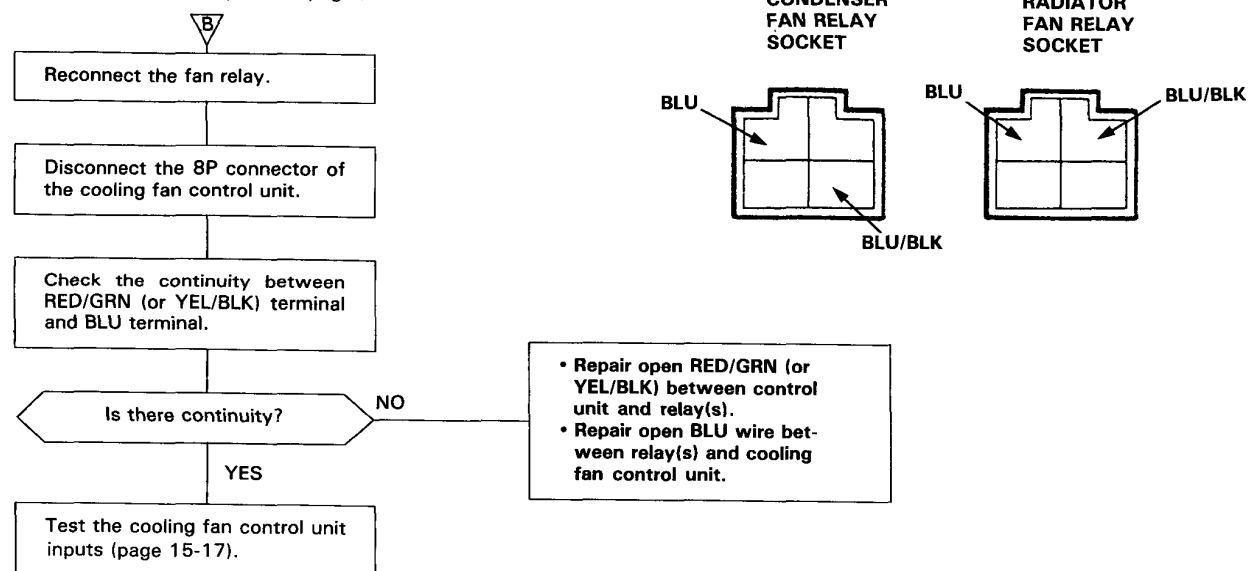 B
Reconnect the fan relay.
Disconnect the 8P connector of
the cooling fan control unit.
Check the continuity between
RED/GRN (or YEL/BLK) terminal
and BLU terminal.
Is there continuity?
NO
• Repair open RED/GRN (or
YEL/BLK) between control
unit and relay(s).
• Repair open BLU wire bet-
ween relay(s) and cooling
fan control unit.
YES
Test the cooling fan control unit
inputs (page 15-17).
CONDENSER
FAN RELAY
SOCKET
BLU
BLU/BLK
RADIATOR
FAN RELAY
SOCKET
BLU
BLU/BLK